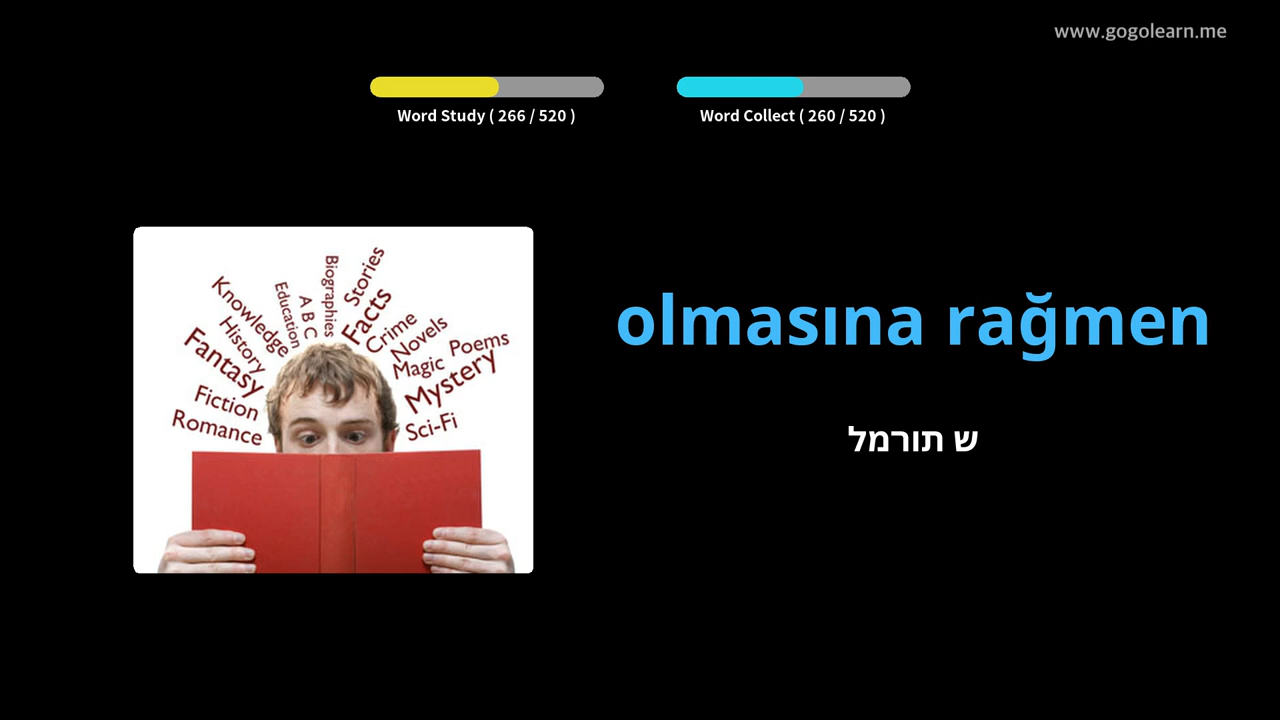 www.gogolearn.me
Word Study ( 266 / 520 )
Word Collect ( 260 / 520 )
Knowledge
Education
A B C
Biographies
Stories
Facts
Crime
Novels
Poems
History
Magic
Fantasy
Mystery
Fiction
Romance
Sci-Fi
olmasına rağmen
למרות ש